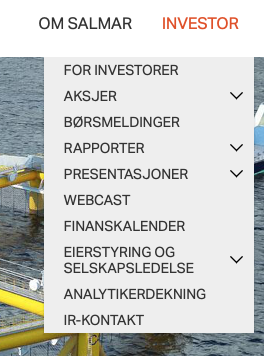 OM SALMAR INVESTOR
FOR INVESTORER
AKSJER
BØRSMELDINGER
RAPPORTER
PRESENTASJONER
WEBCAST
FINANSKALENDER
EIERSTYRING OG
SELSKAPSLEDELSE
ANALYTIKERDEKNING
IR-KONTAKT